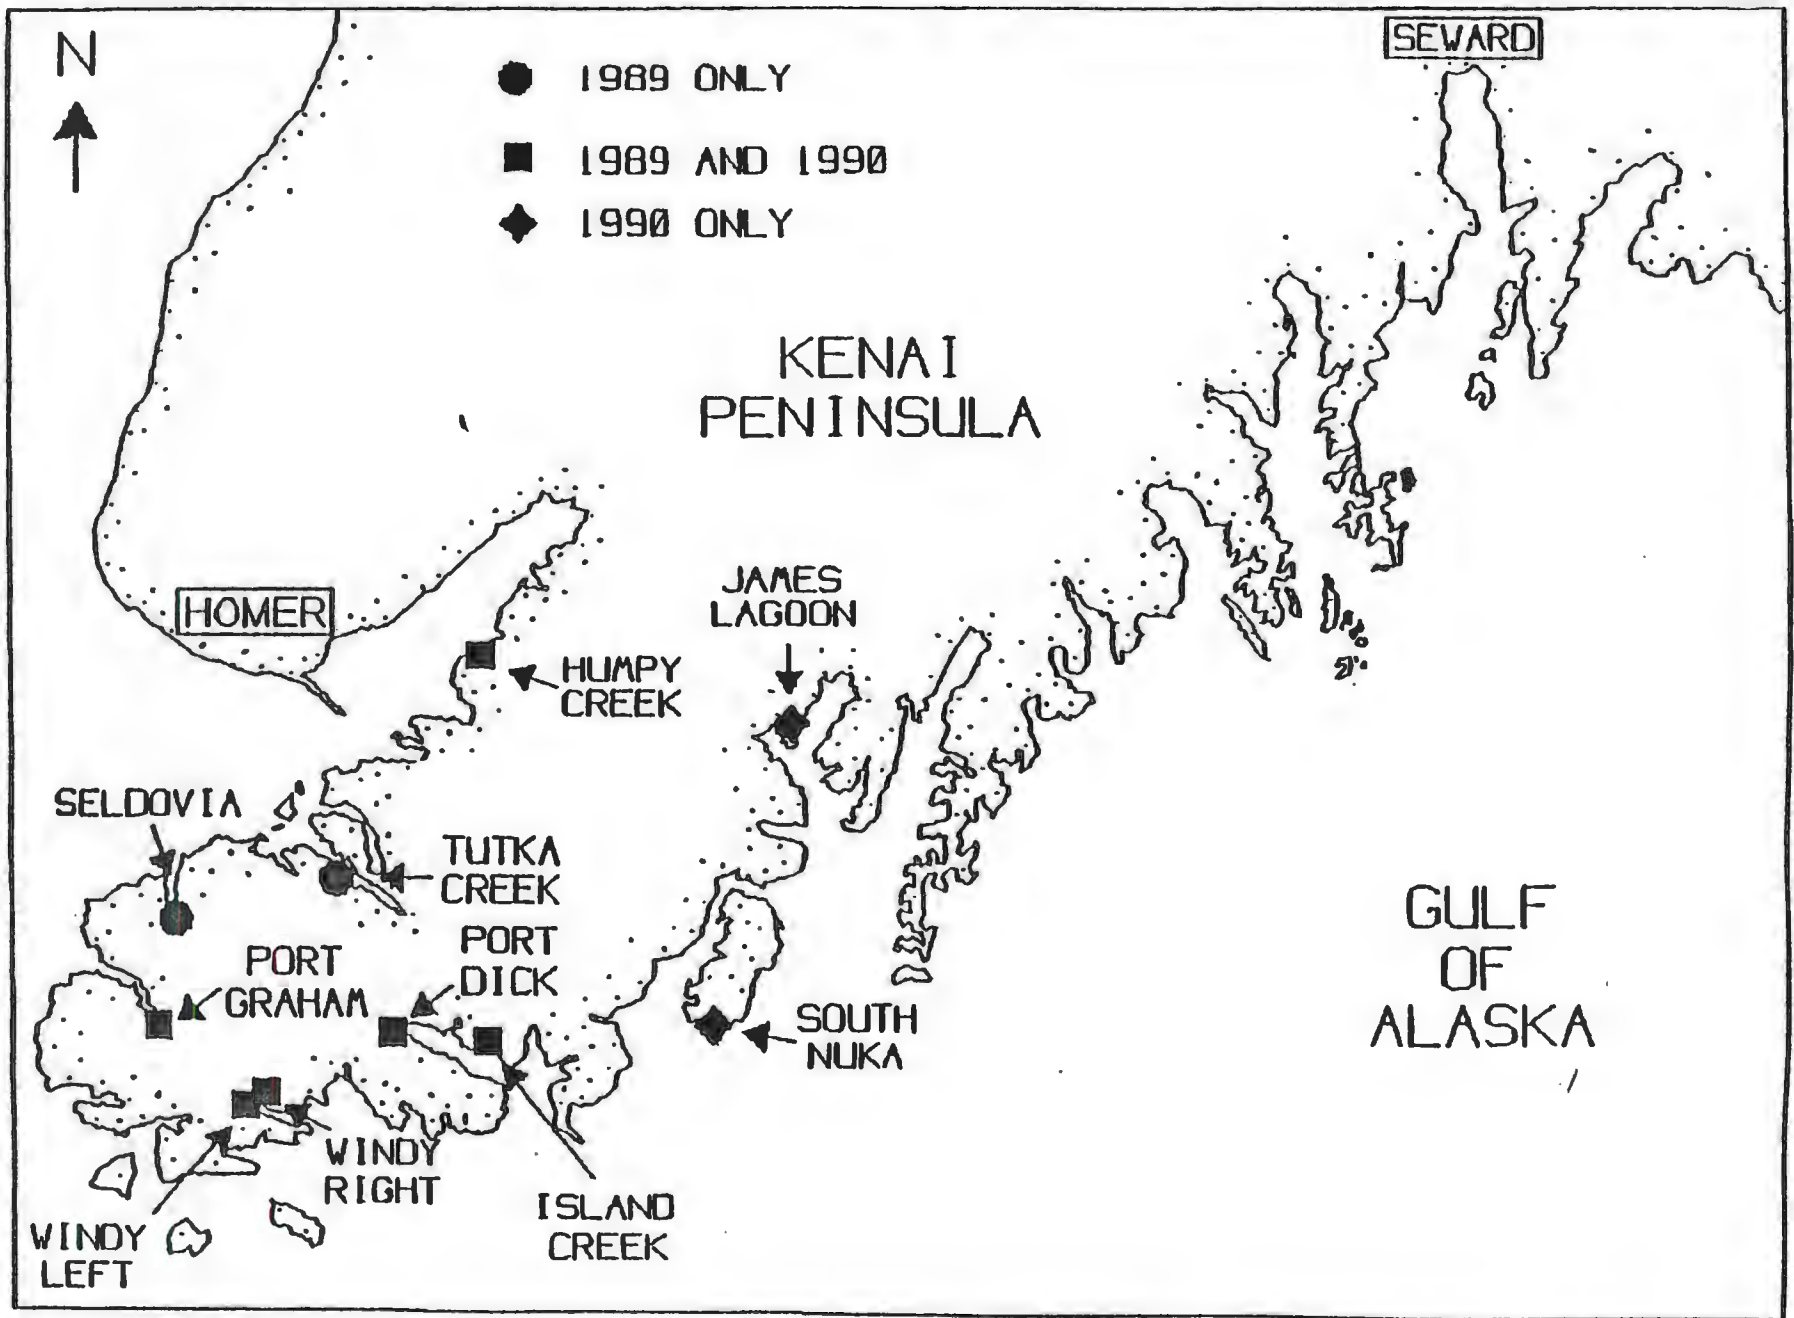 N
SEWARD
1989 ONLY
1989 AND 1990
1990 ONLY
KENAI
PENINSULA
HOMER
JAMES
LAGOON
HUMPY
CREEK
SELDOVIA
TUTKA
CREEK
PORT
DICK
PORT
GRAHAM
SOUTH
NUKA
GULF
OF
ALASKA
WINDY
RIGHT
ISLAND
CREEK
WINDY
LEFT